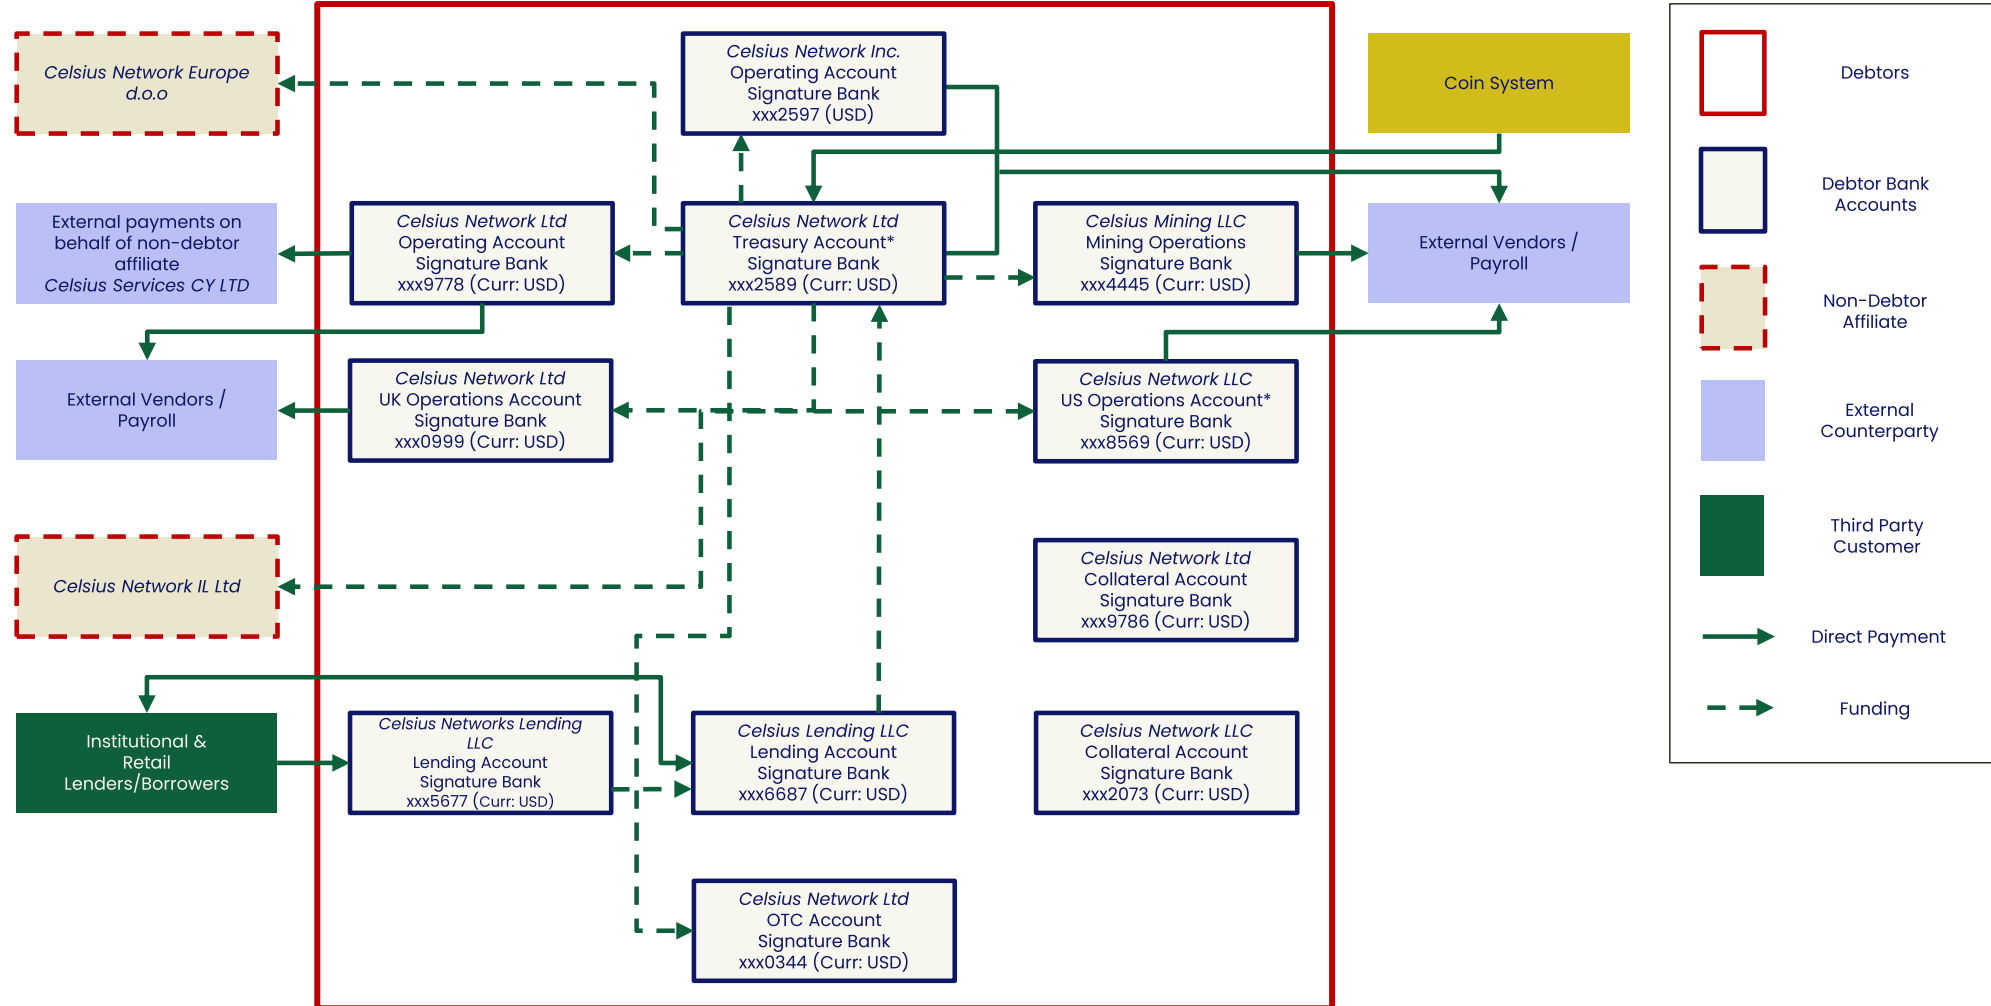 Celsius Network Europe
d.o.o
Celsius Network Inc.
Operating Account
Signature Bank
xxx2597 (USD)
Coin System
External payments on
behalf of non-debtor
affiliate
Celsius Services CY LTD
Celsius Network Ltd
Operating Account
Signature Bank
xxx9778 (Curr: USD)
Celsius Network Ltd
Treasury Account*
Signature Bank
xxx2589 (Curr: USD)
Celsius Mining LLC
Mining Operations
Signature Bank
xxx4445 (Curr: USD)
External Vendors /
Payroll
External Vendors /
Payroll
Celsius Network Ltd
UK Operations Account
Signature Bank
xxx0999 (Curr: USD)
Celsius Network LLC
US Operations Account*
Signature Bank
xxx8569 (Curr: USD)
Celsius Network IL Ltd
Celsius Network Ltd
Collateral Account
Signature Bank
xxx9786 (Curr: USD)
Institutional &
Retail
Lenders/Borrowers
Celsius Networks Lending
LLC
Lending Account
Signature Bank
xxx5677 (Curr: USD)
Celsius Lending LLC
Lending Account
Signature Bank
xxx6687 (Curr: USD)
Celsius Network LLC
Collateral Account
Signature Bank
xxx2073 (Curr: USD)
Celsius Network Ltd
OTC Account
Signature Bank
xxx0344 (Curr: USD)
Debtors
Debtor Bank
Accounts
Non-Debtor
Affiliate
External
Counterparty
Third Party
Customer
Direct Payment
Funding